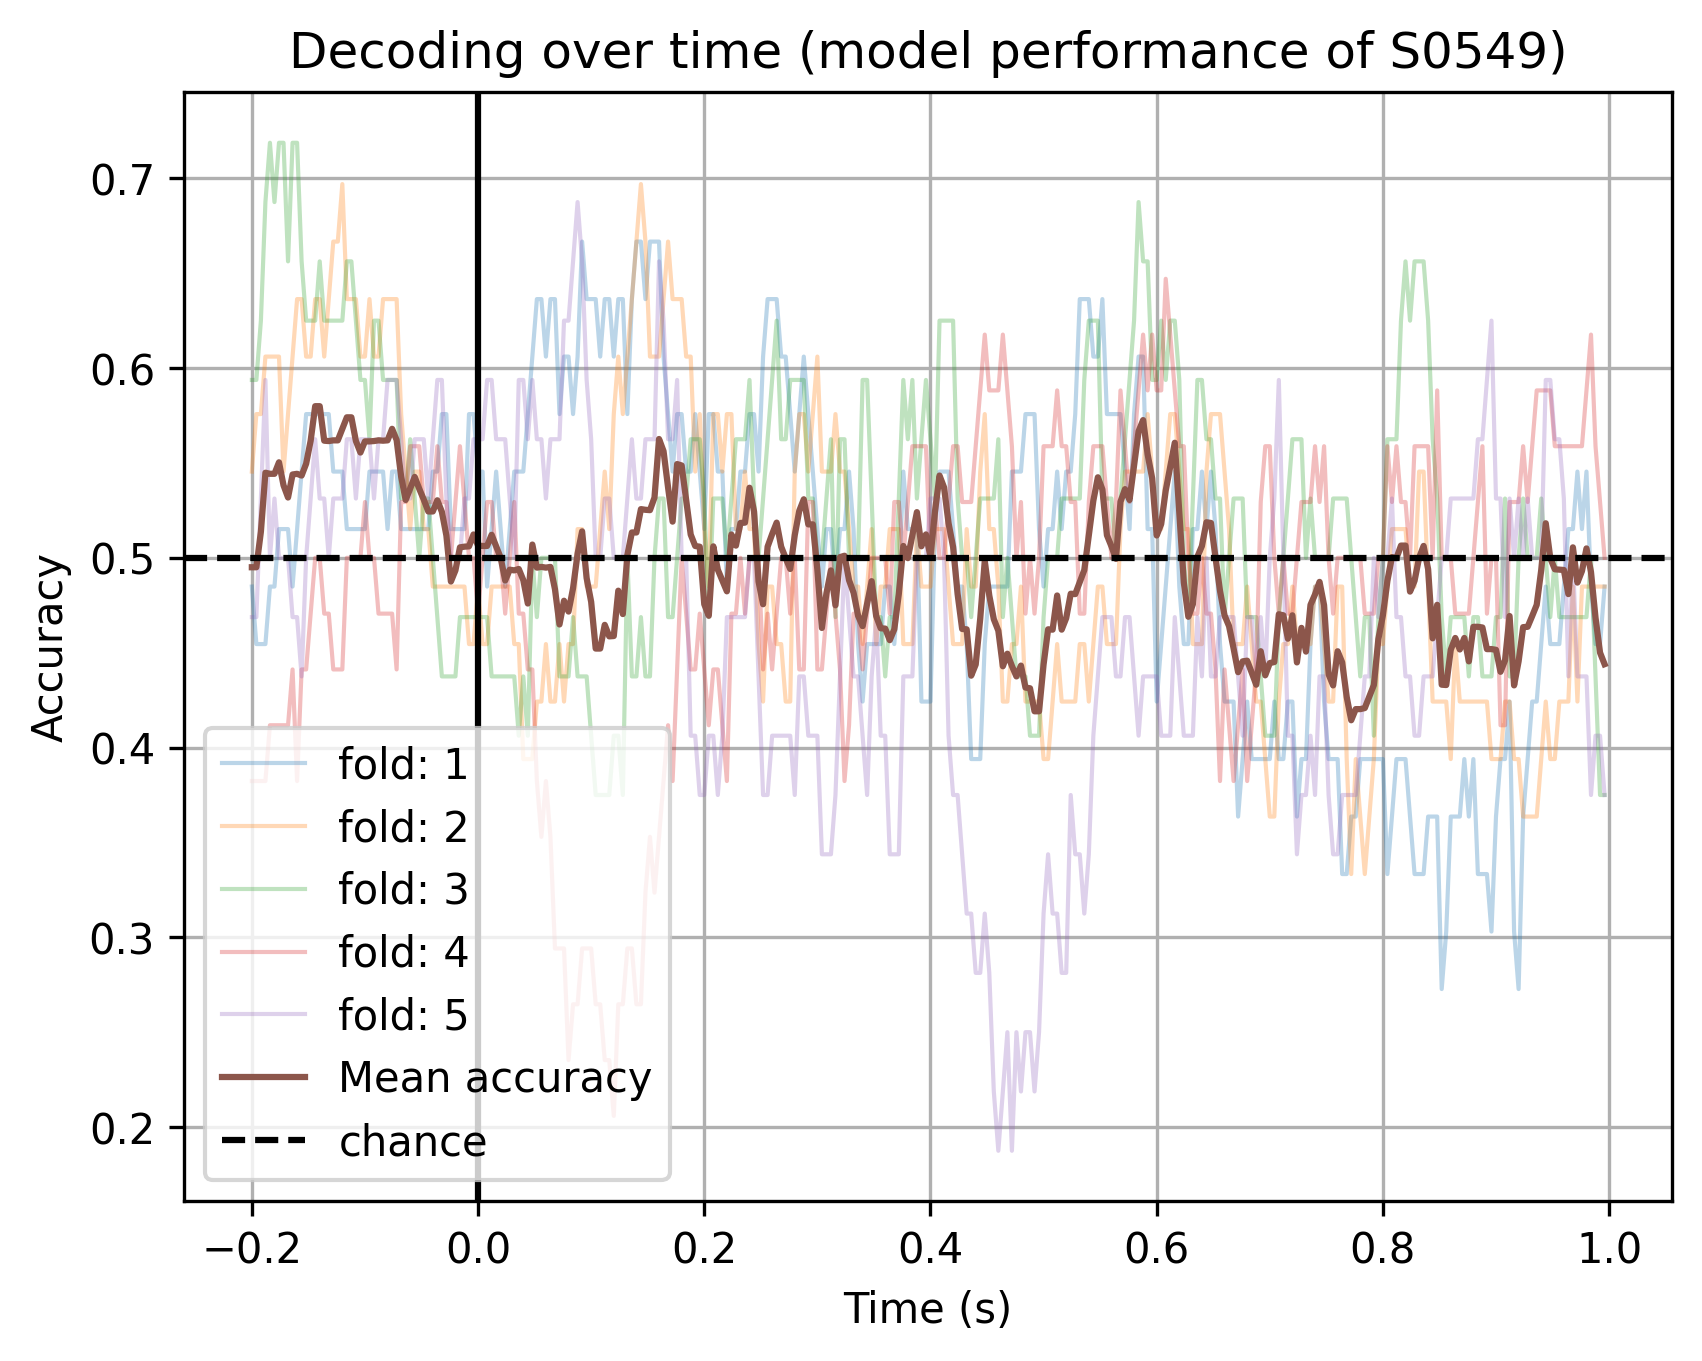 Decoding over time (model performance of S0549)
Accuracy
0.7
0.6
0.5
0.4
0.3
0.2
fold: 1
fold: 2
fold: 3
fold: 4
fold: 5
Mean accuracy
chance
−0.2 0.0 0.2 0.4 0.6 0.8 1.0
Time (s)